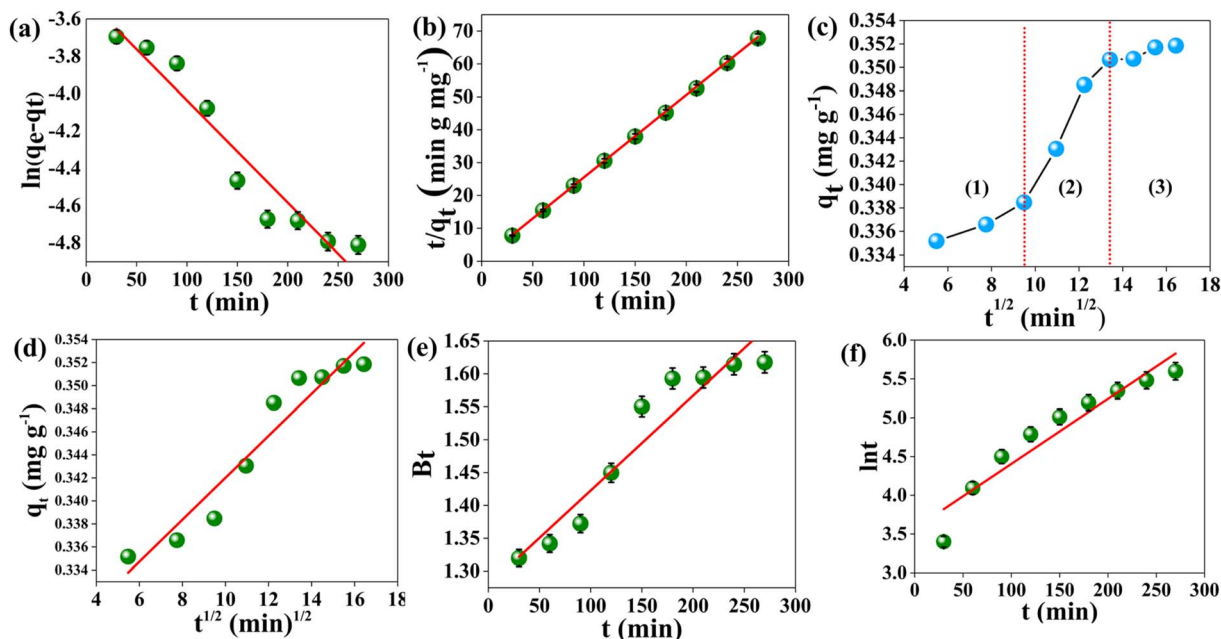 (a)
-3.6
-3.8
-4.0
-4.2
-4.4
-4.6
-4.8
ln(qe-qt)
0 50 100 150 200 250 300
t (min)
(b)
70
60
50
40
30
20
10
0
t/qt (min g mg-1)
0 50 100 150 200 250 300
t (min)
(c)
0.354
0.352
0.350
0.348
0.346
0.344
0.342
0.340
0.338
0.336
0.334
qt (mg g-1)
(1) (2) (3)
4 6 8 10 12 14 16 18
t1/2 (min1/2)
(d)
0.354
0.352
0.350
0.348
0.346
0.344
0.342
0.340
0.338
0.336
0.334
qt (mg g-1)
4 6 8 10 12 14 16 18
t1/2 (min)1/2
(e)
1.65
1.60
1.55
1.50
1.45
1.40
1.35
1.30
Bt
0 50 100 150 200 250 300
t (min)
(f)
6.0
5.5
5.0
4.5
4.0
3.5
3.0
lnt
0 50 100 150 200 250 300
t (min)